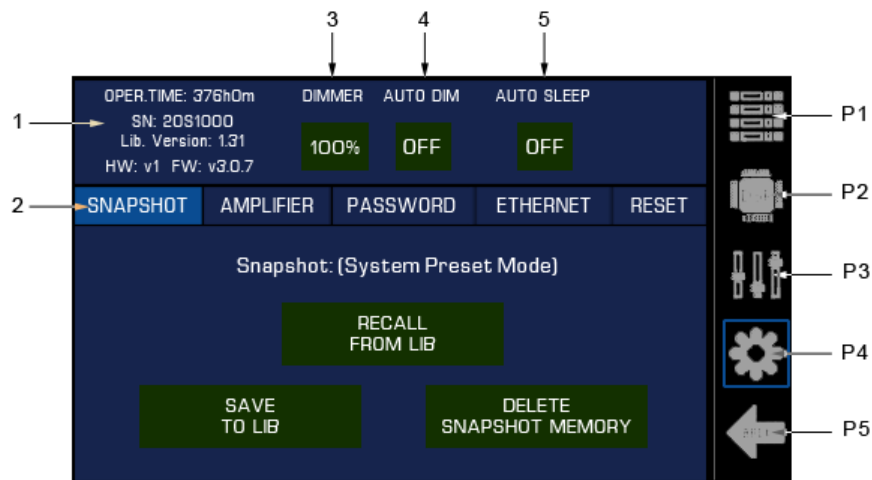 3 4 5
OPER.TIME: 376h0m
DIMMER AUTO DIM AUTO SLEEP
1
SN: 20S1000
Lib. Version: 1.31
HW: v1 FW: v3.0.7
100% OFF OFF
P1
P2
2
SNAPSHOT AMPLIFIER PASSWORD ETHERNET RESET
Snapshot: (System Preset Mode)
P3
RECALL
FROM LIB
P4
SAVE
TO LIB
DELETE
SNAPSHOT MEMORY
P5